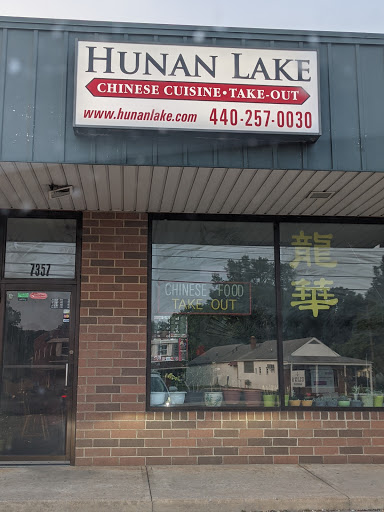 HUNAN LAKE
CHINESE CUISINE • TAKE-OUT
www.hunanlake.com 440-257-0030
7357
CHINESE FOOD
TAKE OUT
龍
華